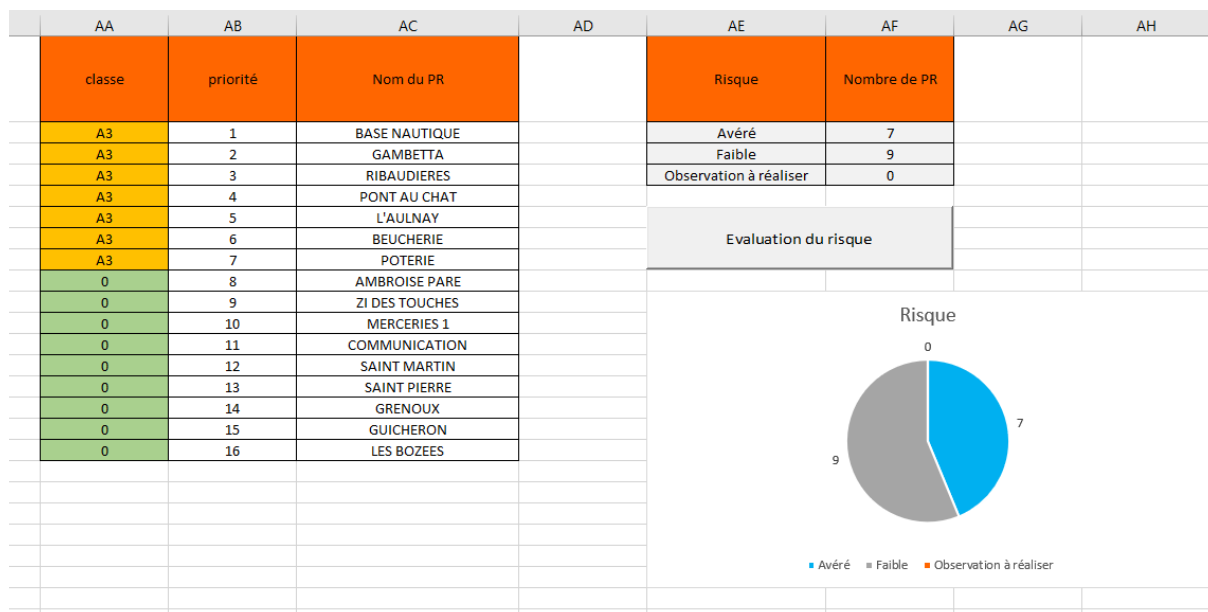 AA AB AC AD AE AF AG AH
classe priorité Nom du PR Risque Nombre de PR
A3 1 BASE NAUTIQUE Avéré 7
A3 2 GAMBETTA Faible 9
A3 3 RIBAUDIERES Observation à réaliser 0
A3 4 PONT AU CHAT
A3 5 L'AULNAY
A3 6 BEUCHERIE Evaluation du risque
A3 7 POTERIE
0 8 AMBROISE PARE
0 9 ZI DES TOUCHES
0 10 MERCERIES 1
0 11 COMMUNICATION
0 12 SAINT MARTIN
0 13 SAINT PIERRE
0 14 GRENOUX
0 15 GUICHERON
0 16 LES BOZEES
Risque
0
7
9
Avéré Faible Observation à réaliser